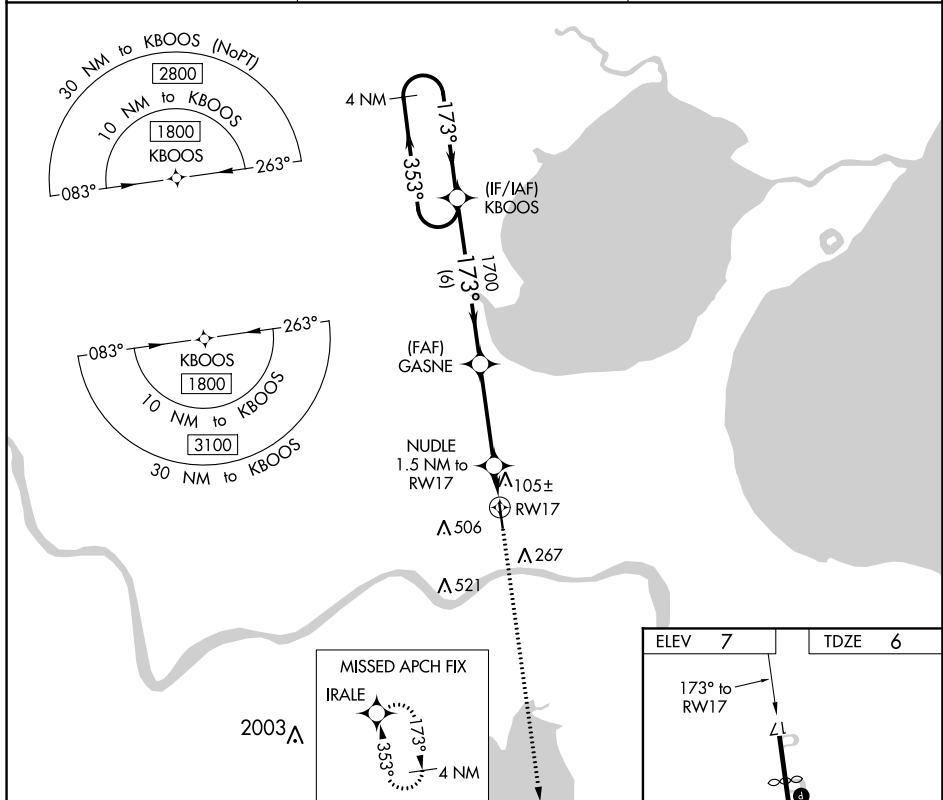 30 NM to KBOOS (NoPT)
2800
10 NM to KBOOS
1800
KBOOS
083°
263°
4 NM
173°
353°
(IF/IAF)
KBOOS
1700
173°
(6)
083°
263°
KBOOS
1800
10 NM to KBOOS
3100
30 NM to KBOOS
(FAF)
GASNE
NUDLE
1.5 NM to
RW17
105±
RW17
506
267
521
2003
MISSED APCH FIX
IRALE
173°
353°
4 NM
ELEV 7
TDZE 6
173° to
RW17
17
P